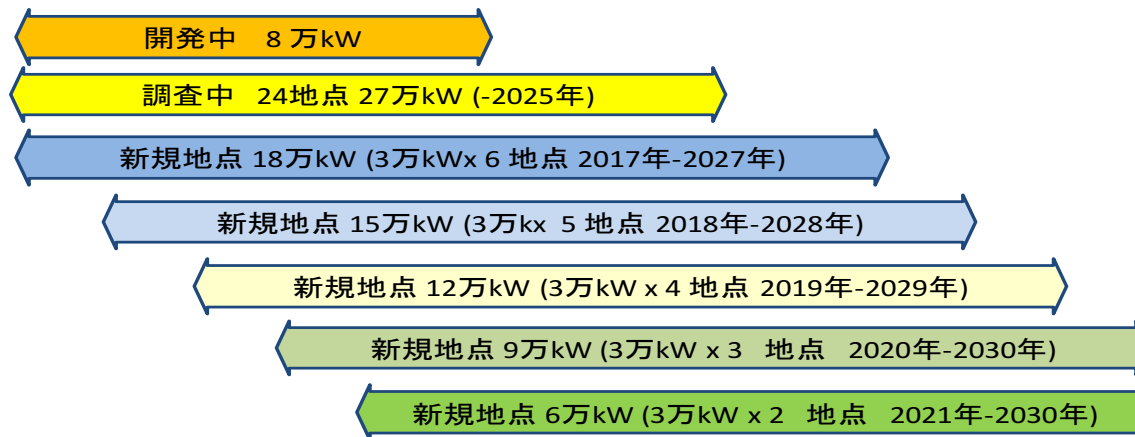 開発中 8 万kW
調査中 24地点 27万kW (-2025年)
新規地点 18万kW (3万kWx 6 地点 2017年-2027年)
新規地点 15万kW (3万kx 5 地点 2018年-2028年)
新規地点 12万kW (3万kW x 4 地点 2019年-2029年)
新規地点 9万kW (3万kW x 3 地点 2020年-2030年)
新規地点 6万kW (3万kW x 2 地点 2021年-2030年)